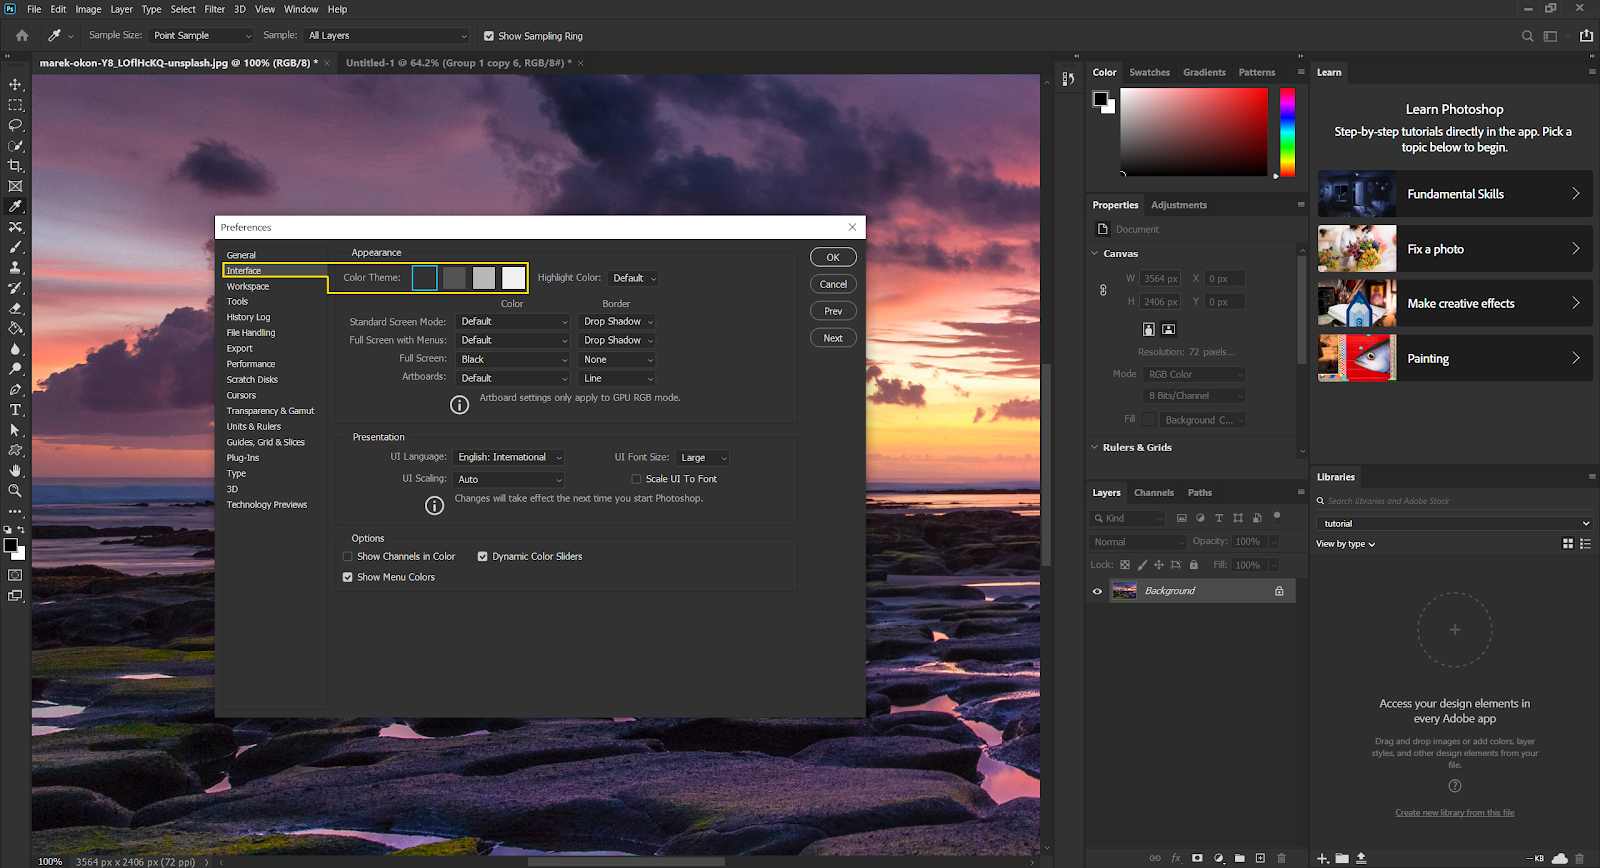 Ps File Edit Image Layer Type Select Filter 3D View Window Help
Sample Size: Point Sample Sample: All Layers Show Sampling Ring
marek-okon-Y8_LOflHcKQ-unsplash.jpg @ 100% (RGB/8) * × Untitled-1 @ 64.2% (Group 1 copy 6, RGB/8#) * ×
Preferences
General
Interface
Workspace
Tools
History Log
File Handling
Export
Performance
Scratch Disks
Cursors
Transparency & Gamut
Units & Rulers
Guides, Grid & Slices
Plug-Ins
Type
3D
Technology Previews
Appearance
Color Theme: Highlight Color: Default
Color Border
Standard Screen Mode: Default Drop Shadow
Full Screen with Menus: Default Drop Shadow
Full Screen: Black None
Artboards: Default Line
Artboard settings only apply to GPU RGB mode.
Presentation
UI Language: English: International UI Font Size: Large
UI Scaling: Auto Scale UI To Font
Changes will take effect the next time you start Photoshop.
Options
Show Channels in Color Dynamic Color Sliders
Show Menu Colors
OK
Cancel
Prev
Next
Color Swatches Gradients Patterns
Properties Adjustments
Document
Canvas
W 3564 px X 0 px
H 2406 px Y 0 px
Resolution: 72 pixels...
Mode RGB Color
8 Bits/Channel
Fill Background C...
Rulers & Grids
Layers Channels Paths
Kind
Normal Opacity: 100%
Lock: Fill: 100%
Background
fx
Learn
Learn Photoshop
Step-by-step tutorials directly in the app. Pick a
topic below to begin.
Fundamental Skills
Fix a photo
Make creative effects
Painting
Libraries
Search libraries and Adobe Stock
tutorial
View by type
Access your design elements in
every Adobe app
Drag and drop images or add colors, layer
styles, and other design elements from your
file.
Create new library from this file
-- KB
100% 3564 px x 2406 px (72 ppi)